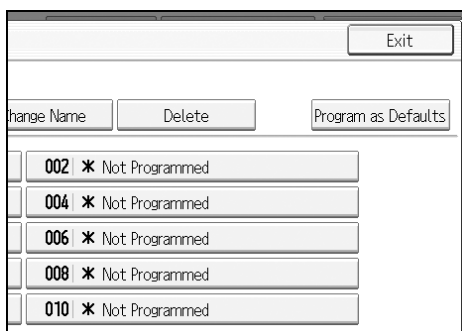 Exit
Change Name Delete Program as Defaults
002 * Not Programmed
004 * Not Programmed
006 * Not Programmed
008 * Not Programmed
010 * Not Programmed